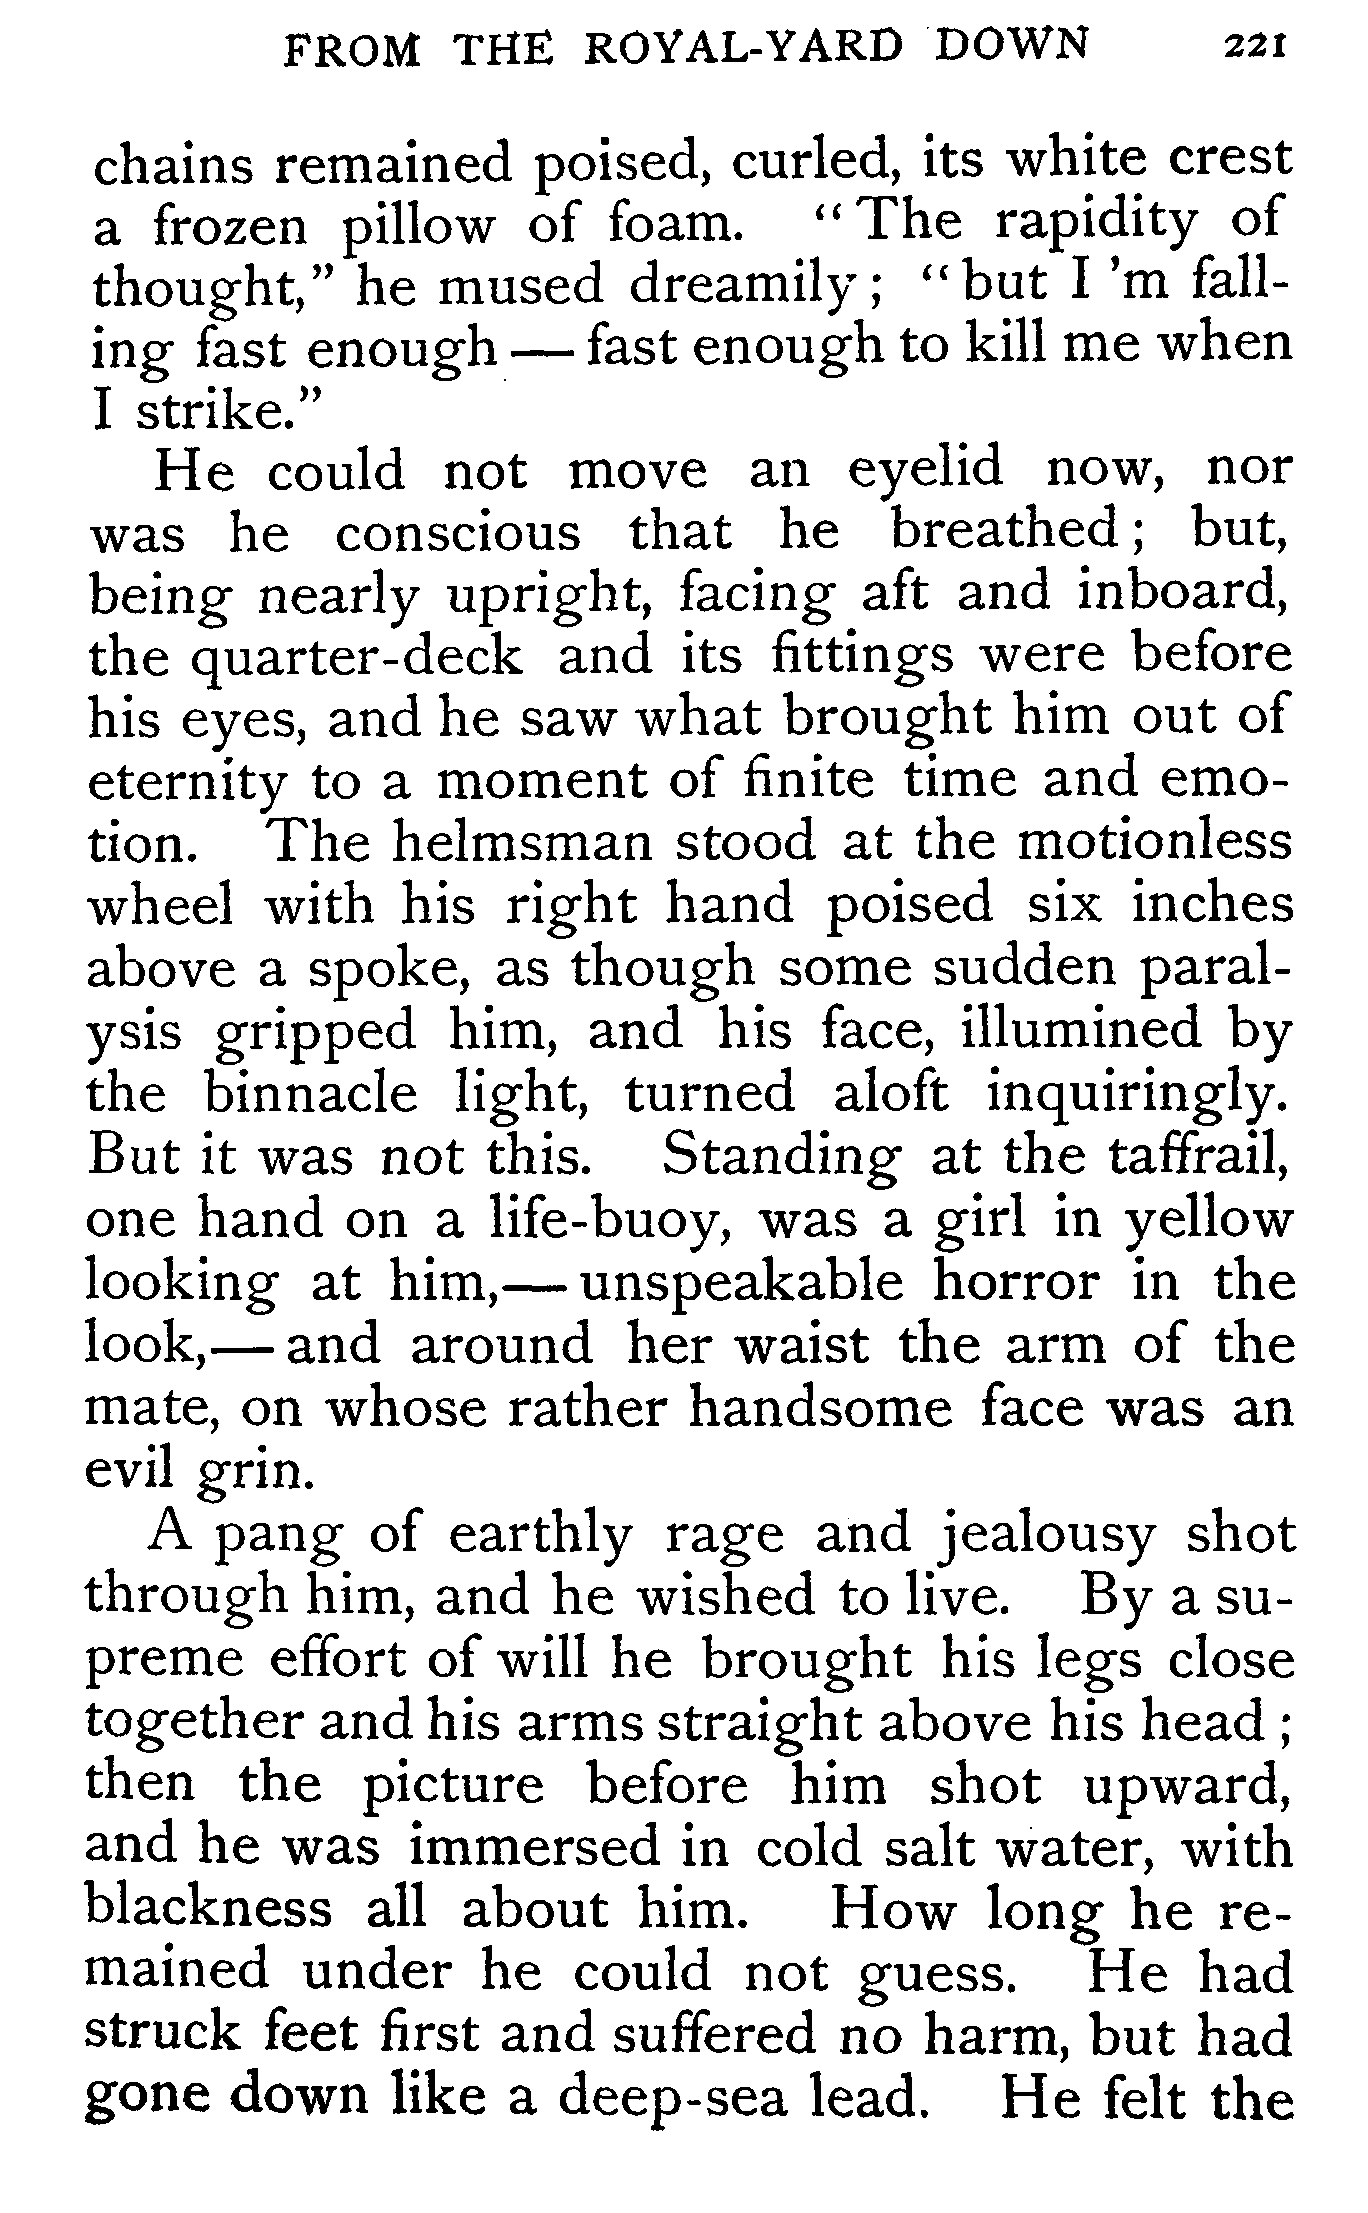 FROM THE ROYAL-YARD DOWN 221
chains remained poised, curled, its white crest
a frozen pillow of foam. "The rapidity of
thought," he mused dreamily; "but I 'm fall-
ing fast enough — fast enough to kill me when
I strike."
He could not move an eyelid now, nor
was he conscious that he breathed; but,
being nearly upright, facing aft and inboard,
the quarter-deck and its fittings were before
his eyes, and he saw what brought him out of
eternity to a moment of finite time and emo-
tion. The helmsman stood at the motionless
wheel with his right hand poised six inches
above a spoke, as though some sudden paral-
ysis gripped him, and his face, illumined by
the binnacle light, turned aloft inquiringly.
But it was not this. Standing at the taffrail,
one hand on a life-buoy, was a girl in yellow
looking at him,— unspeakable horror in the
look,— and around her waist the arm of the
mate, on whose rather handsome face was an
evil grin.
A pang of earthly rage and jealousy shot
through him, and he wished to live. By a su-
preme effort of will he brought his legs close
together and his arms straight above his head;
then the picture before him shot upward,
and he was immersed in cold salt water, with
blackness all about him. How long he re-
mained under he could not guess. He had
struck feet first and suffered no harm, but had
gone down like a deep-sea lead. He felt the